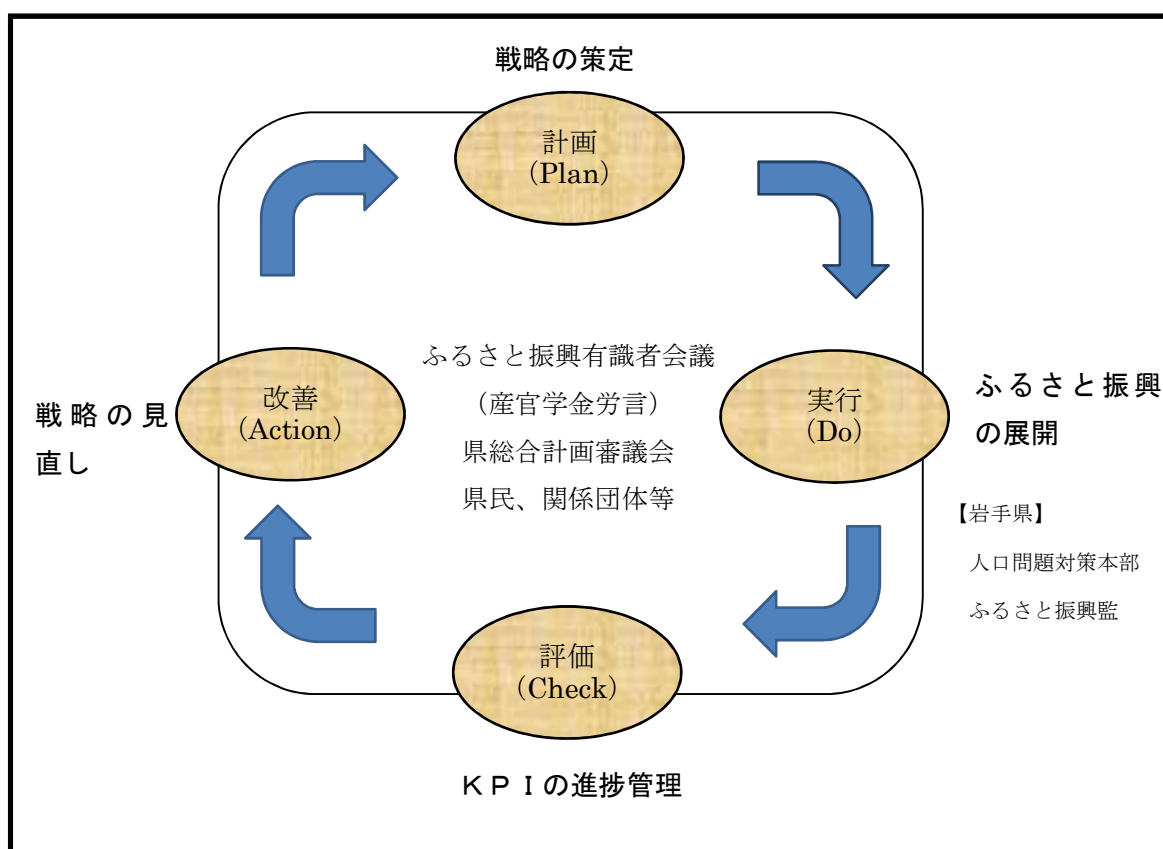 戦略の策定
計画
(Plan)
ふるさと振興有識者会議
(産官学金労言)
県総合計画審議会
県民、関係団体等
改善
(Action)
戦略の見
直し
実行
(Do)
ふるさと振興
の展開
【岩手県】
人口問題対策本部
ふるさと振興監
評価
(Check)
ＫＰＩの進捗管理